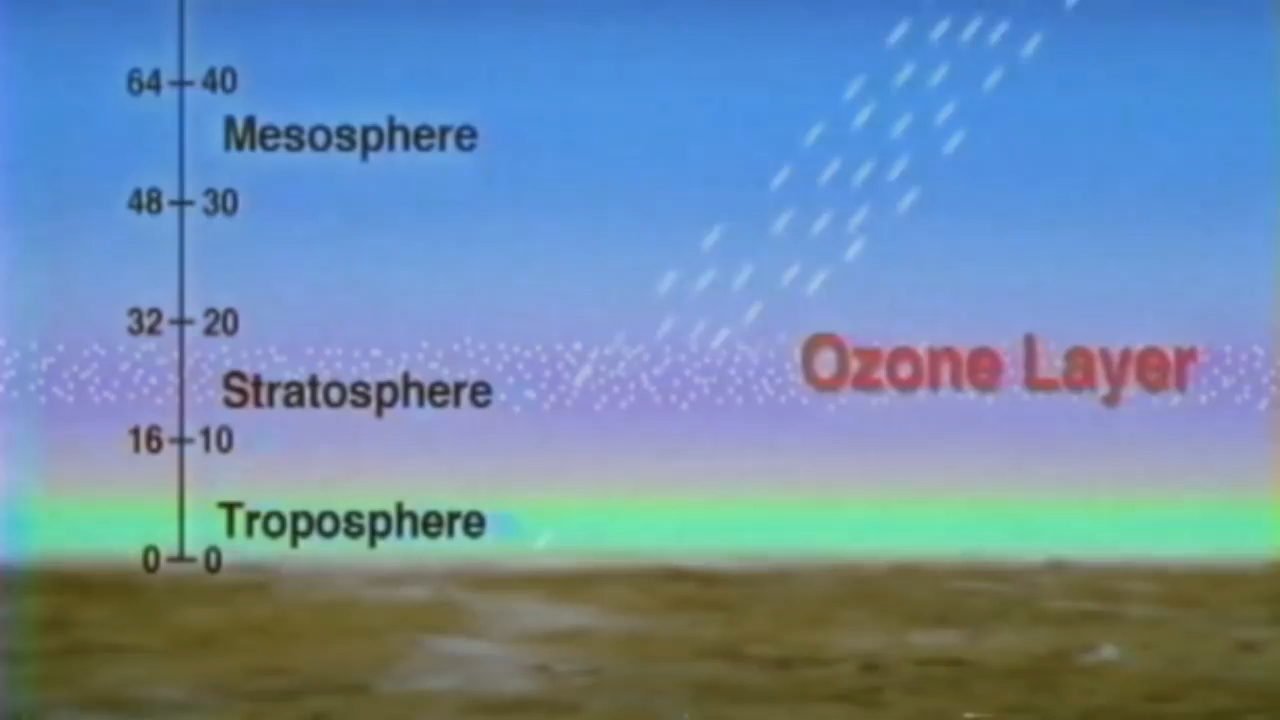 64 40
Mesosphere
48 30
32 20
Ozone Layer
Stratosphere
16 10
Troposphere
0 0